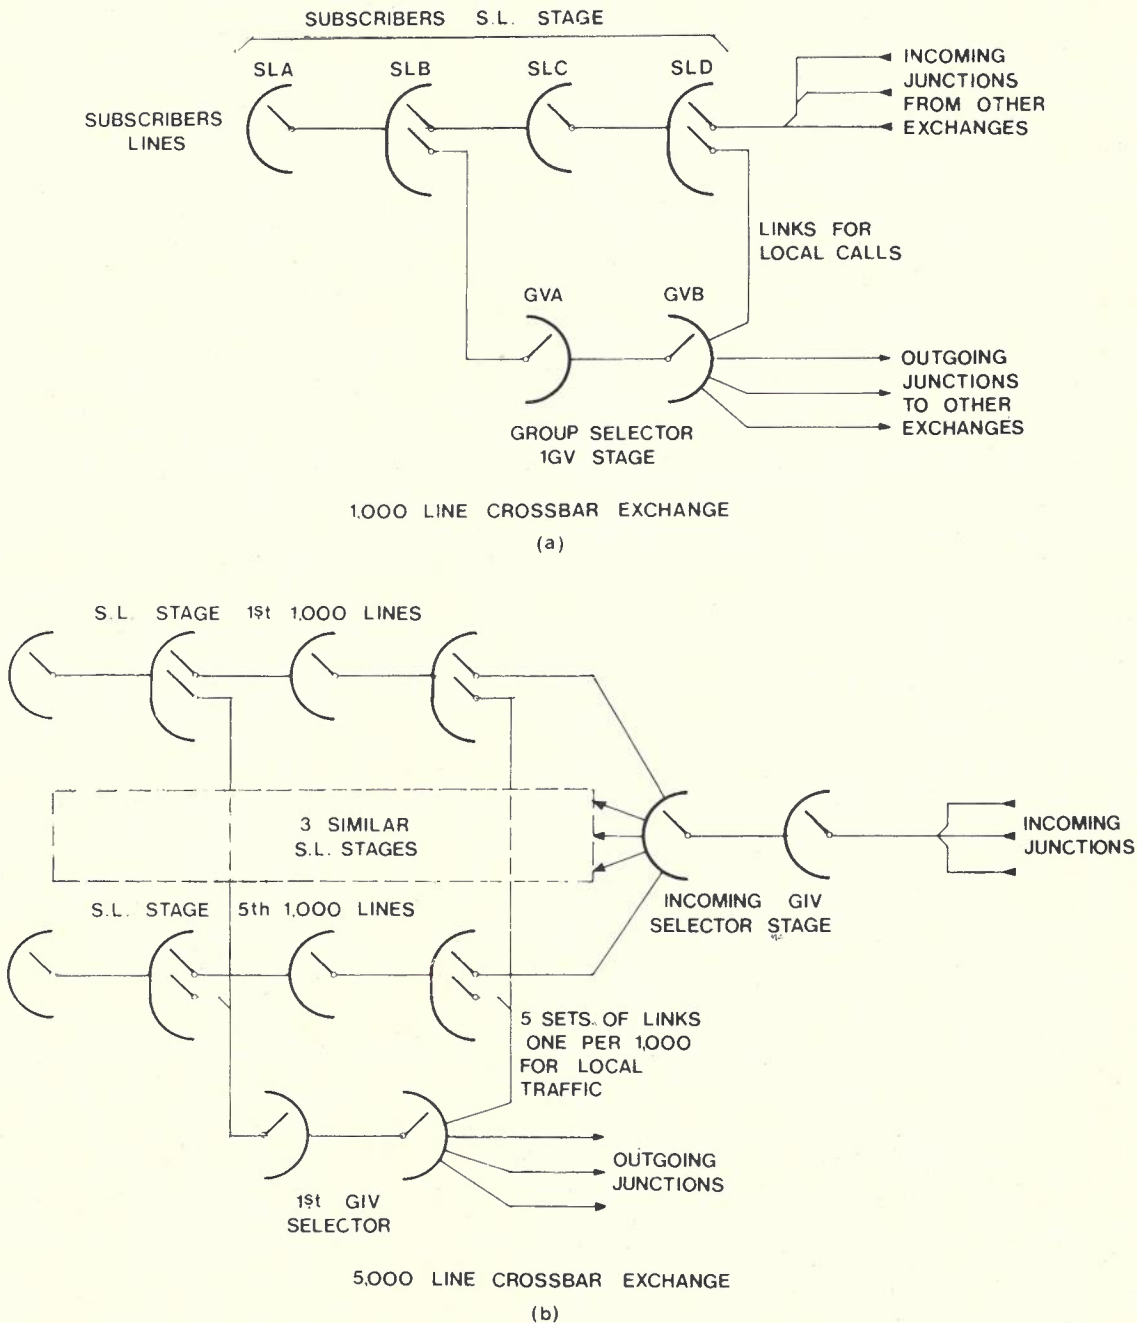 SUBSCRIBERS S.L. STAGE
SLA
SLB
SLC
SLD
SUBSCRIBERS
LINES
INCOMING
JUNCTIONS
FROM OTHER
EXCHANGES
LINKS FOR
LOCAL CALLS
GVA
GVB
OUTGOING
JUNCTIONS
TO OTHER
EXCHANGES
GROUP SELECTOR
1GV STAGE
1,000 LINE CROSSBAR EXCHANGE
(a)
S.L. STAGE 1St 1,000 LINES
3 SIMILAR
S.L. STAGES
INCOMING
JUNCTIONS
INCOMING GIV
SELECTOR STAGE
S.L. STAGE 5th 1,000 LINES
5 SETS OF LINKS
ONE PER 1,000
FOR LOCAL
TRAFFIC
OUTGOING
JUNCTIONS
1St GIV
SELECTOR
5,000 LINE CROSSBAR EXCHANGE
(b)